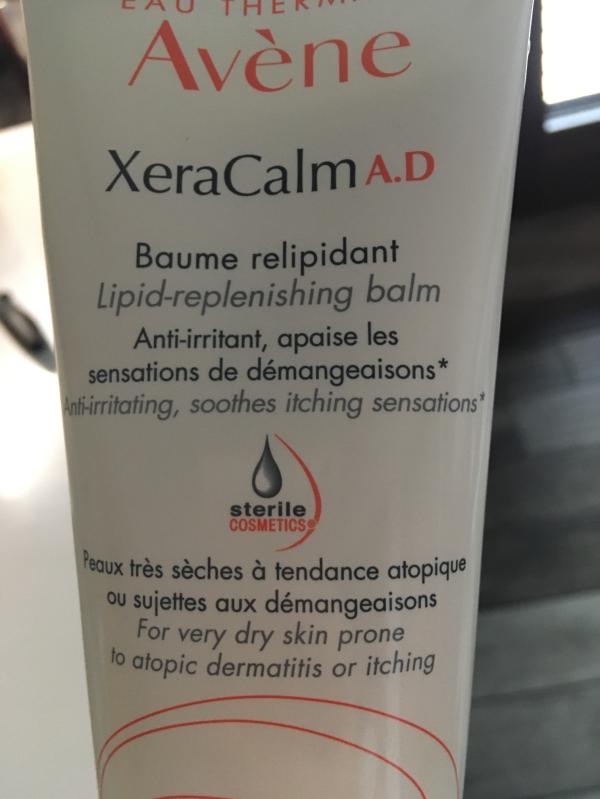 EAU THERM
Avène
XeraCalm A.D
Baume relipidant
Lipid-replenishing balm
Anti-irritant, apaise les
sensations de démangeaisons*
Anti-irritating, soothes itching sensations*
sterile
COSMETICS
Peaux très sèches à tendance atopique
ou sujettes aux démangeaisons
For very dry skin prone
to atopic dermatitis or itching